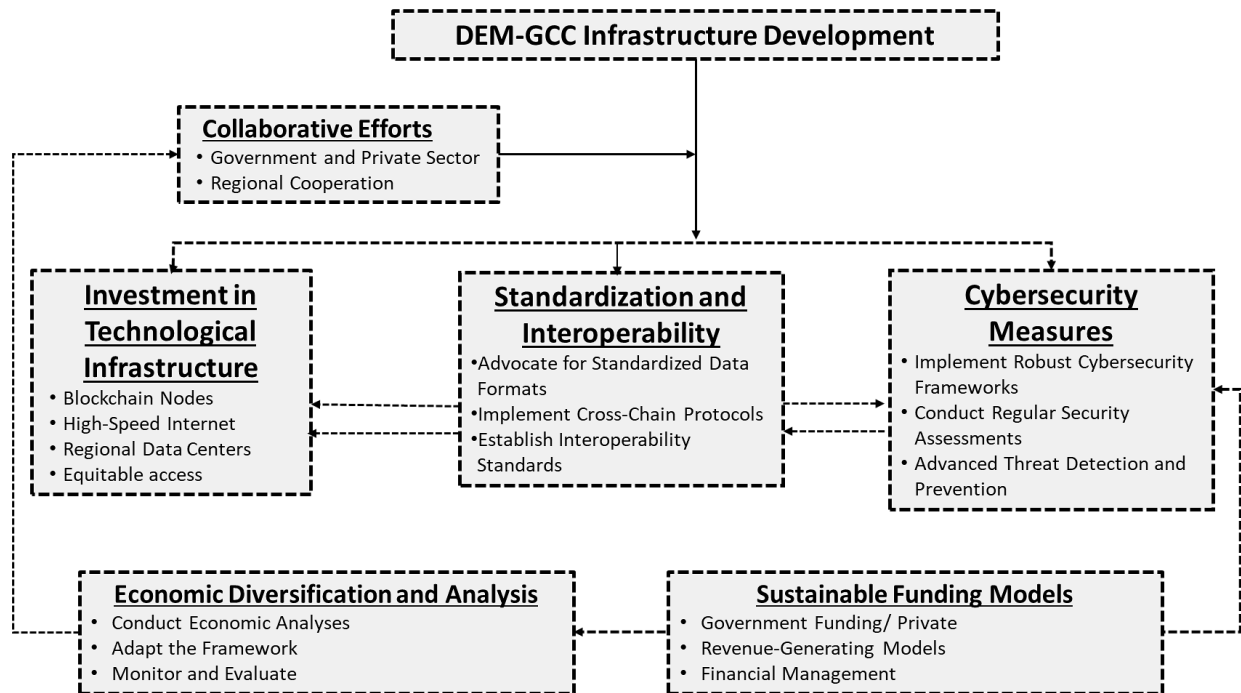 DEM-GCC Infrastructure Development
Collaborative Efforts
• Government and Private Sector
• Regional Cooperation
Investment in
Technological
Infrastructure
• Blockchain Nodes
• High-Speed Internet
• Regional Data Centers
• Equitable access
Standardization and
Interoperability
•Advocate for Standardized Data
Formats
•Implement Cross-Chain Protocols
•Establish Interoperability
Standards
Cybersecurity
Measures
• Implement Robust Cybersecurity
Frameworks
• Conduct Regular Security
Assessments
• Advanced Threat Detection and
Prevention
Economic Diversification and Analysis
• Conduct Economic Analyses
• Adapt the Framework
• Monitor and Evaluate
Sustainable Funding Models
• Government Funding/ Private
• Revenue-Generating Models
• Financial Management